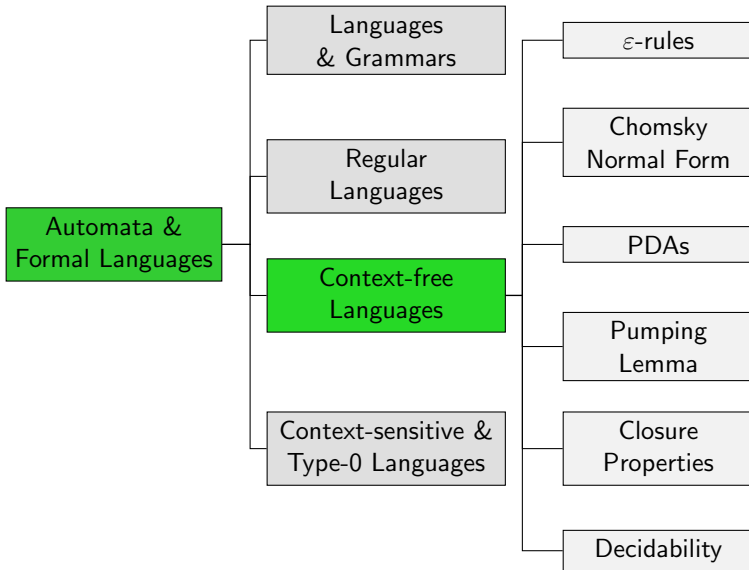 Automata &
Formal Languages
Languages
& Grammars
Regular
Languages
Context-free
Languages
Context-sensitive &
Type-0 Languages
ε-rules
Chomsky
Normal Form
PDAs
Pumping
Lemma
Closure
Properties
Decidability